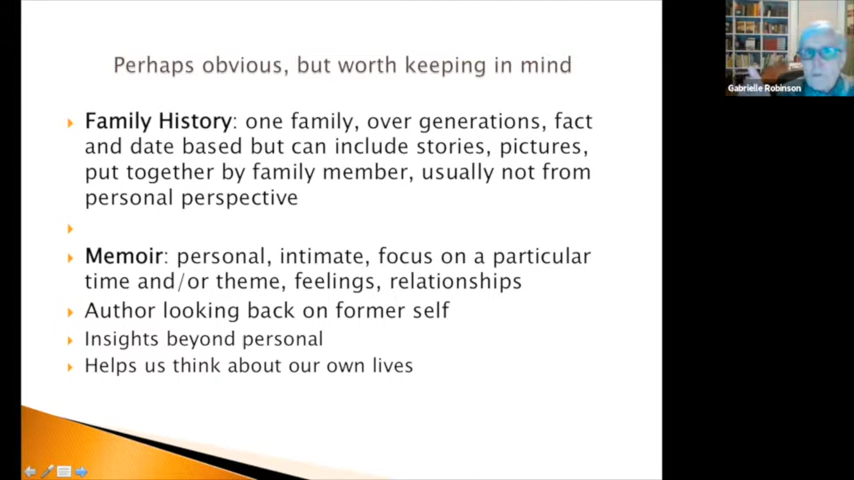 Perhaps obvious, but worth keeping in mind
Family History: one family, over generations, fact
and date based but can include stories, pictures,
put together by family member, usually not from
personal perspective
Memoir: personal, intimate, focus on a particular
time and/or theme, feelings, relationships
Author looking back on former self
Insights beyond personal
Helps us think about our own lives
Gabrielle Robinson